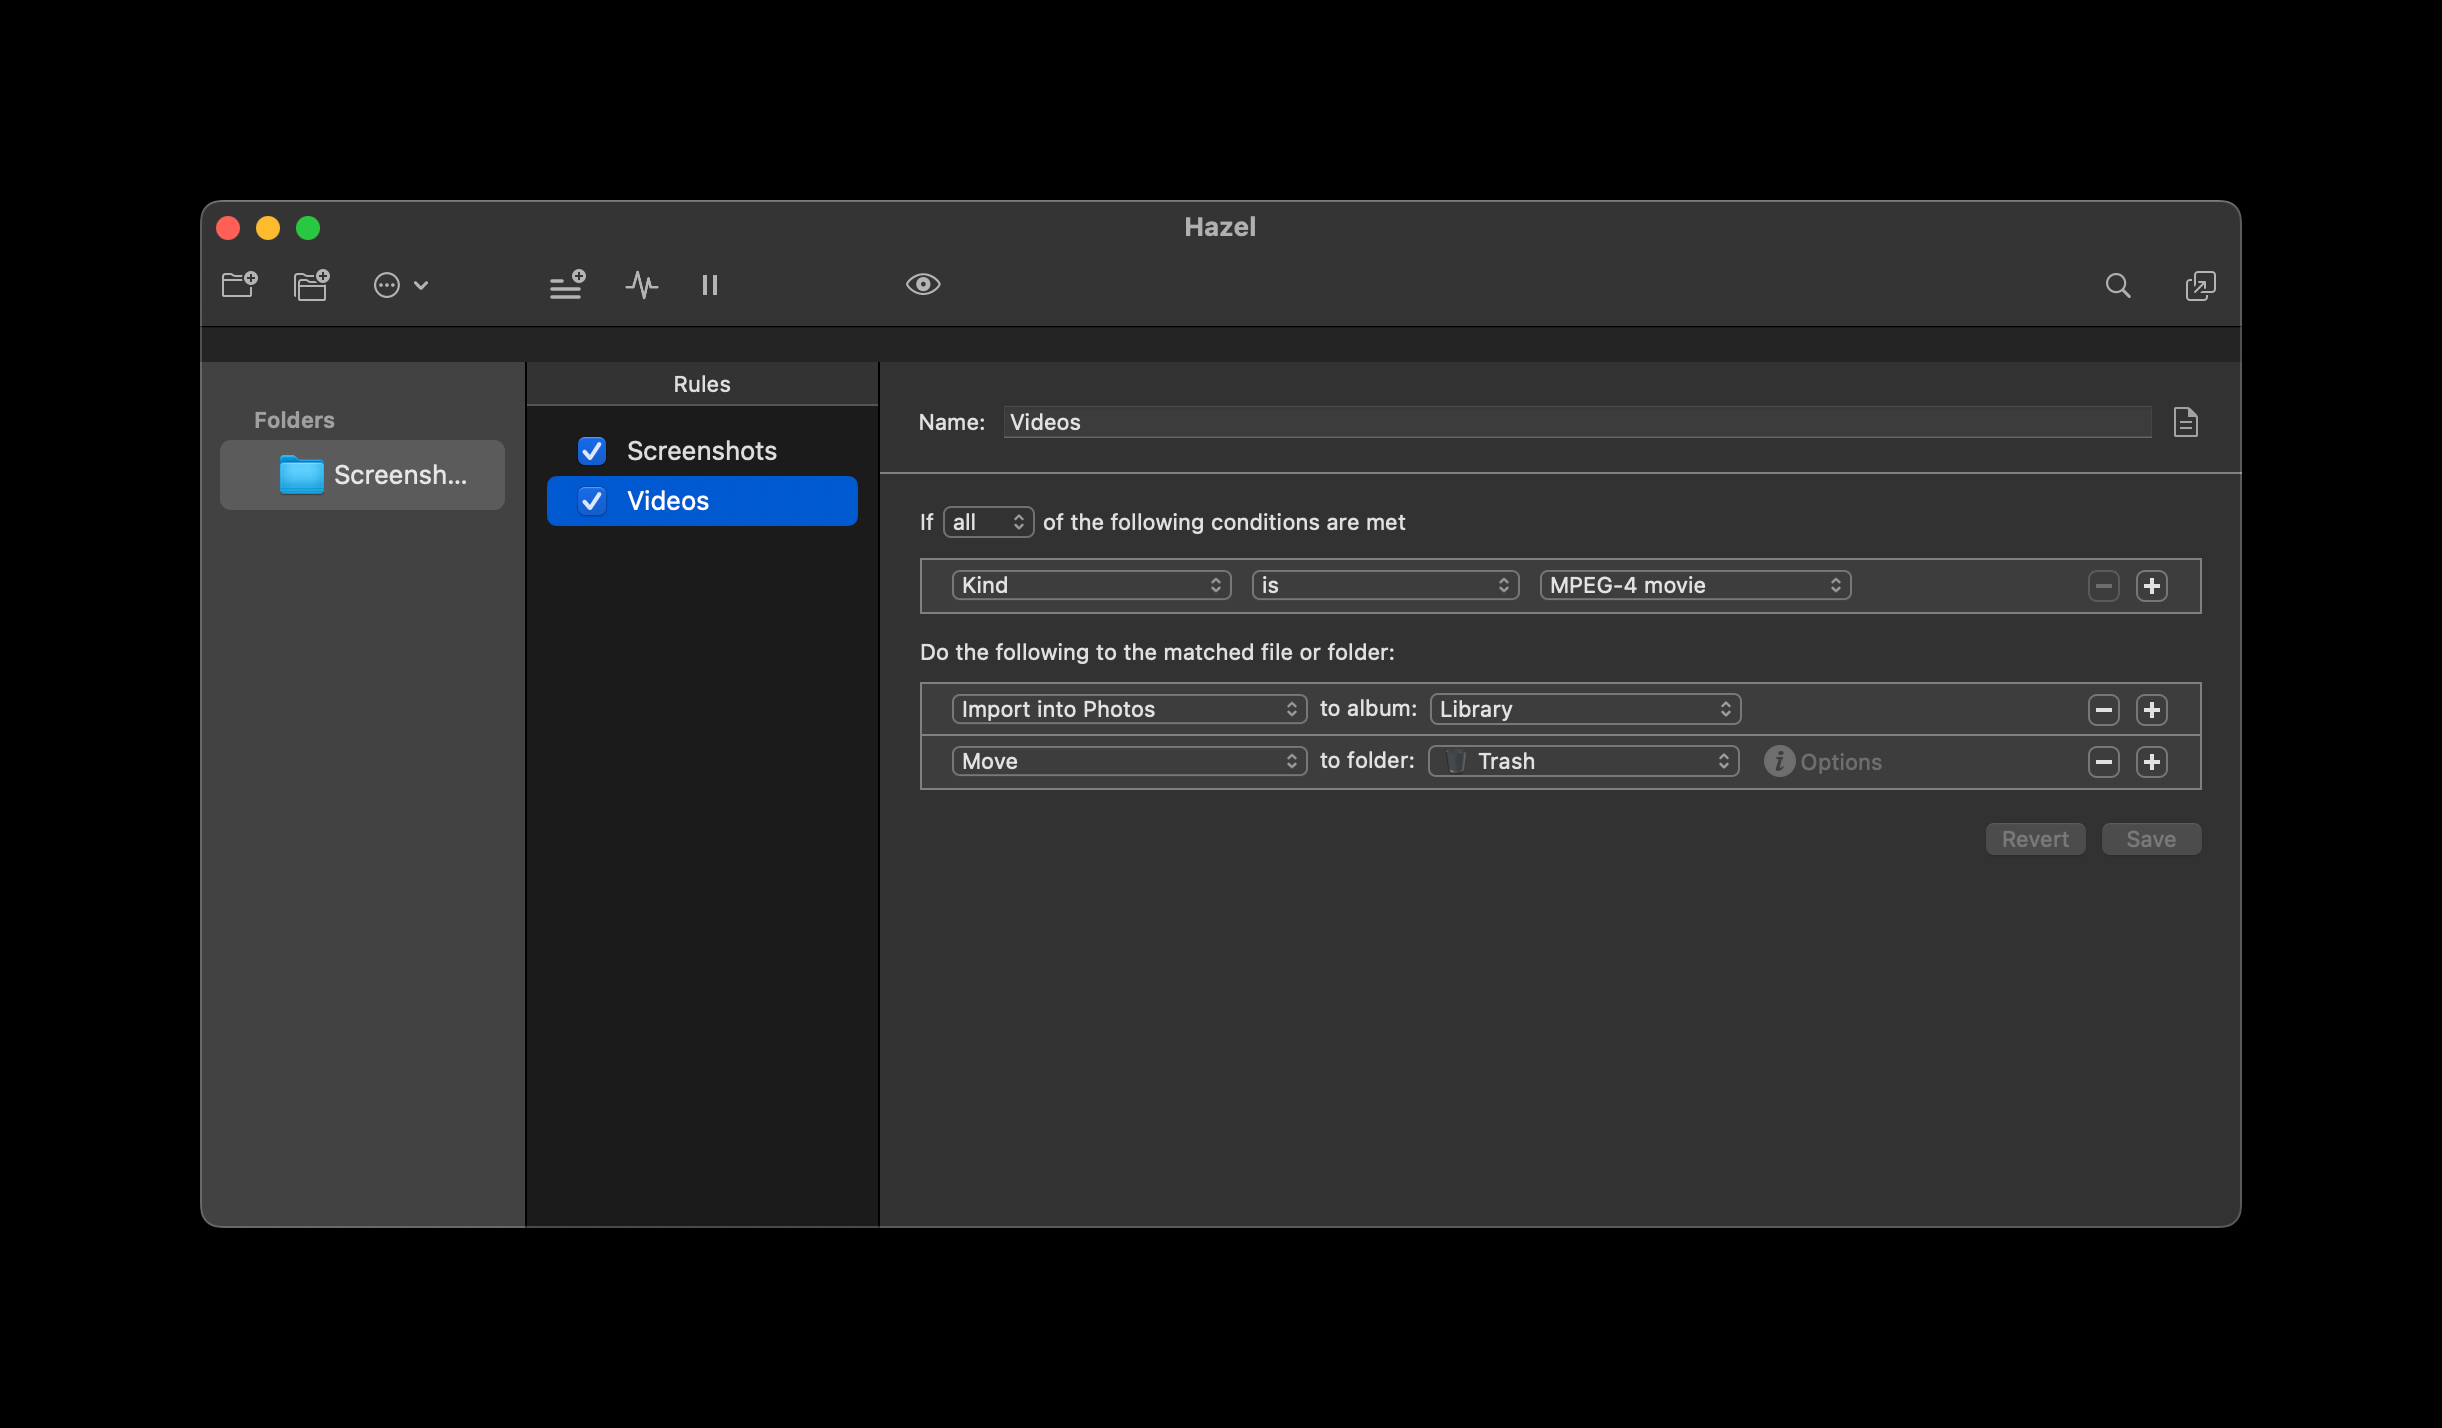 Hazel
Folders
Screensh...
Rules
Screenshots
Videos
Name: Videos
If all of the following conditions are met
Kind is MPEG-4 movie
Do the following to the matched file or folder:
Import into Photos to album: Library
Move to folder: Trash Options
Revert Save